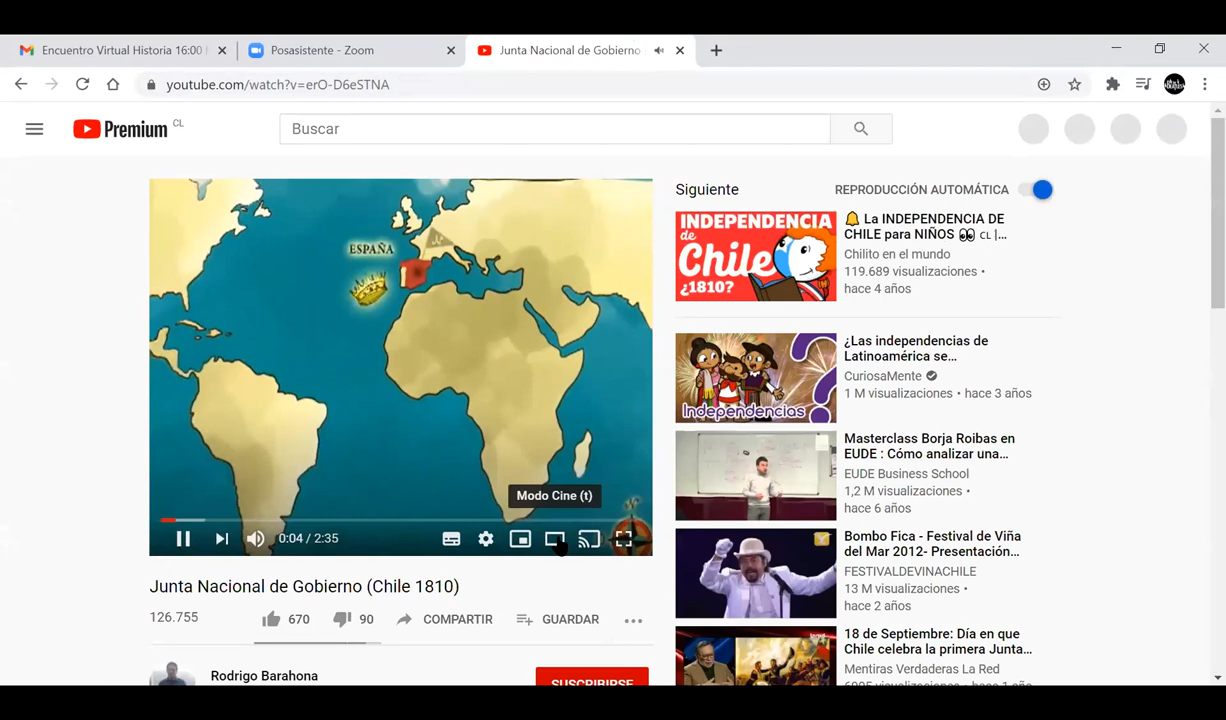 Encuentro Virtual Historia 16:00
Posasistente - Zoom
Junta Nacional de Gobierno
youtube.com/watch?v=erO-D6eSTNA
Premium CL
Buscar
ESPAÑA
Modo Cine (t)
0:04 / 2:35
Junta Nacional de Gobierno (Chile 1810)
126.755
670
90
COMPARTIR
GUARDAR
Rodrigo Barahona
SUSCRIBIRSE
Siguiente
REPRODUCCIÓN AUTOMÁTICA
INDEPENDENCIA
de
Chile
¿1810?
🔔 La INDEPENDENCIA DE
CHILE para NIÑOS 👀 CL |...
Chilito en el mundo
119.689 visualizaciones •
hace 4 años
Independencias
¿Las independencias de
Latinoamérica se...
CuriosaMente
1 M visualizaciones • hace 3 años
Masterclass Borja Roibas en
EUDE : Cómo analizar una...
EUDE Business School
1,2 M visualizaciones •
hace 6 años
Bombo Fica - Festival de Viña
del Mar 2012- Presentación...
FESTIVALDEVINACHILE
13 M visualizaciones •
hace 2 años
18 de Septiembre: Día en que
Chile celebra la primera Junta...
Mentiras Verdaderas La Red